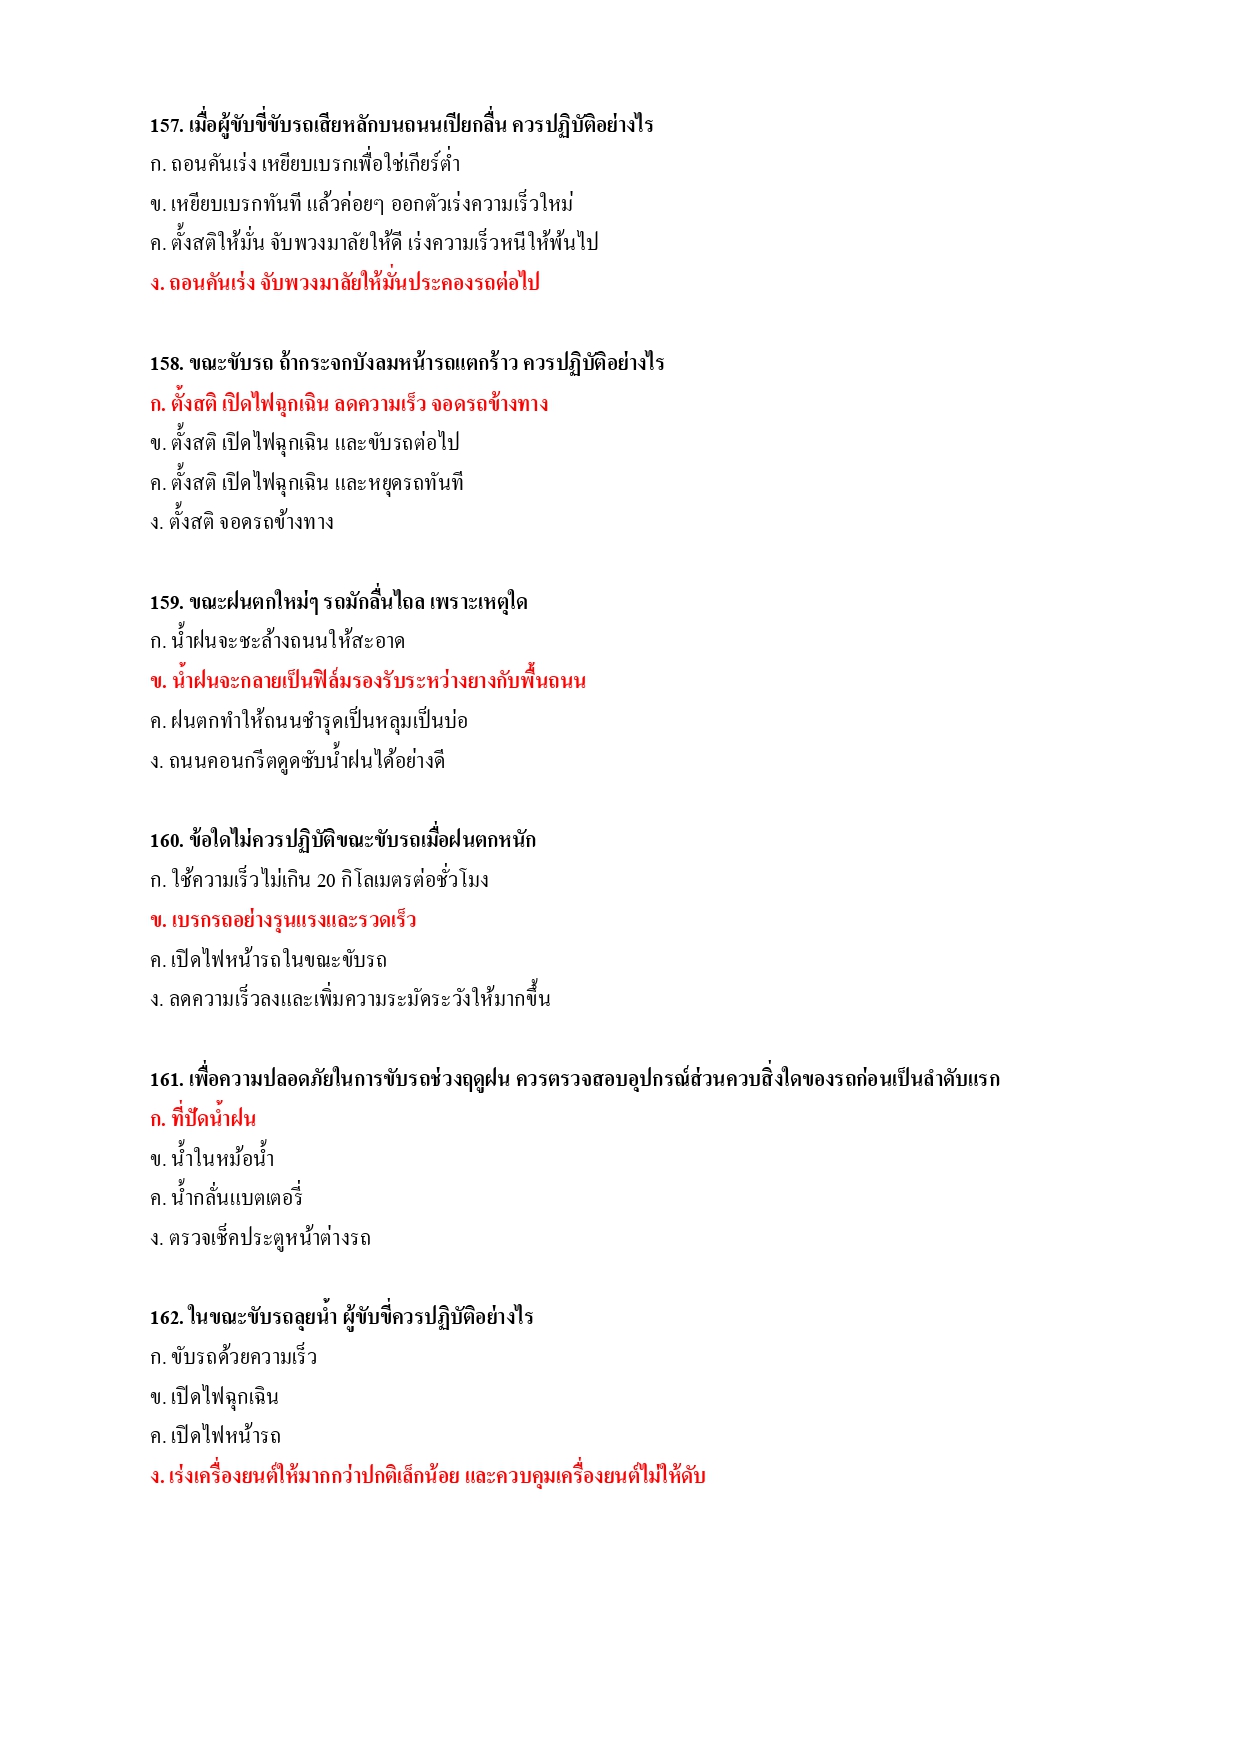 157. เมื่อผู้ขับขี่ขับรถเสียหลักบนถนนเปียกลื่น ควรปฏิบัติอย่างไร
ก. ถอนคันเร่ง เหยียบเบรกเพื่อใช้เกียร์ต่ำ
ข. เหยียบเบรกทันที แล้วค่อยๆ ออกตัวเร่งความเร็วใหม่
ค. ตั้งสติให้มั่น จับพวงมาลัยให้ดี เร่งความเร็วหนีให้พ้นไป
ง. ถอนคันเร่ง จับพวงมาลัยให้มั่นประคองรถต่อไป
158. ขณะขับรถ ถ้ากระจกบังลมหน้ารถแตกร้าว ควรปฏิบัติอย่างไร
ก. ตั้งสติ เปิดไฟฉุกเฉิน ลดความเร็ว จอดรถข้างทาง
ข. ตั้งสติ เปิดไฟฉุกเฉิน และขับรถต่อไป
ค. ตั้งสติ เปิดไฟฉุกเฉิน และหยุดรถทันที
ง. ตั้งสติ จอดรถข้างทาง
159. ขณะฝนตกใหม่ๆ รถมักลื่นไถล เพราะเหตุใด
ก. น้ำฝนจะชะล้างถนนให้สะอาด
ข. น้ำฝนจะกลายเป็นฟิล์มรองรับระหว่างยางกับพื้นถนน
ค. ฝนตกทำให้ถนนชำรุดเป็นหลุมเป็นบ่อ
ง. ถนนคอนกรีตดูดซับน้ำฝนได้อย่างดี
160. ข้อใดไม่ควรปฏิบัติขณะขับรถเมื่อฝนตกหนัก
ก. ใช้ความเร็วไม่เกิน 20 กิโลเมตรต่อชั่วโมง
ข. เบรกรถอย่างรุนแรงและรวดเร็ว
ค. เปิดไฟหน้ารถในขณะขับรถ
ง. ลดความเร็วลงและเพิ่มความระมัดระวังให้มากขึ้น
161. เพื่อความปลอดภัยในการขับรถช่วงฤดูฝน ควรตรวจสอบอุปกรณ์ส่วนควบสิ่งใดของรถก่อนเป็นลำดับแรก
ก. ที่ปัดน้ำฝน
ข. น้ำในหม้อน้ำ
ค. น้ำกลั่นแบตเตอรี่
ง. ตรวจเช็คประตูหน้าต่างรถ
162. ในขณะขับรถลุยน้ำ ผู้ขับขี่ควรปฏิบัติอย่างไร
ก. ขับรถด้วยความเร็ว
ข. เปิดไฟฉุกเฉิน
ค. เปิดไฟหน้ารถ
ง. เร่งเครื่องยนต์ให้มากกว่าปกติเล็กน้อย และควบคุมเครื่องยนต์ไม่ให้ดับ